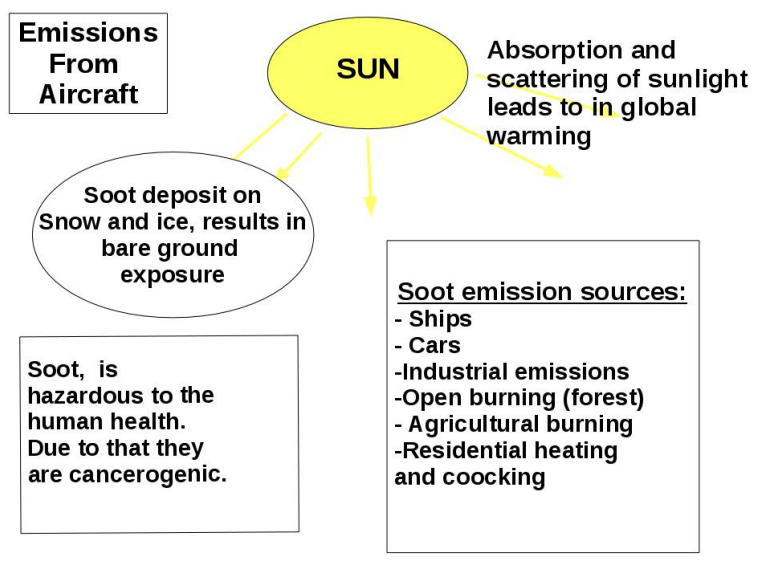 Emissions
From
Aircraft
SUN
Absorption and
scattering of sunlight
leads to in global
warming
Soot deposit on
Snow and ice, results in
bare ground
exposure
Soot emission sources:
- Ships
- Cars
-Industrial emissions
-Open burning (forest)
- Agricultural burning
-Residential heating
and coocking
Soot,  is
hazardous to the
human health.
Due to that they
are cancerogenic.